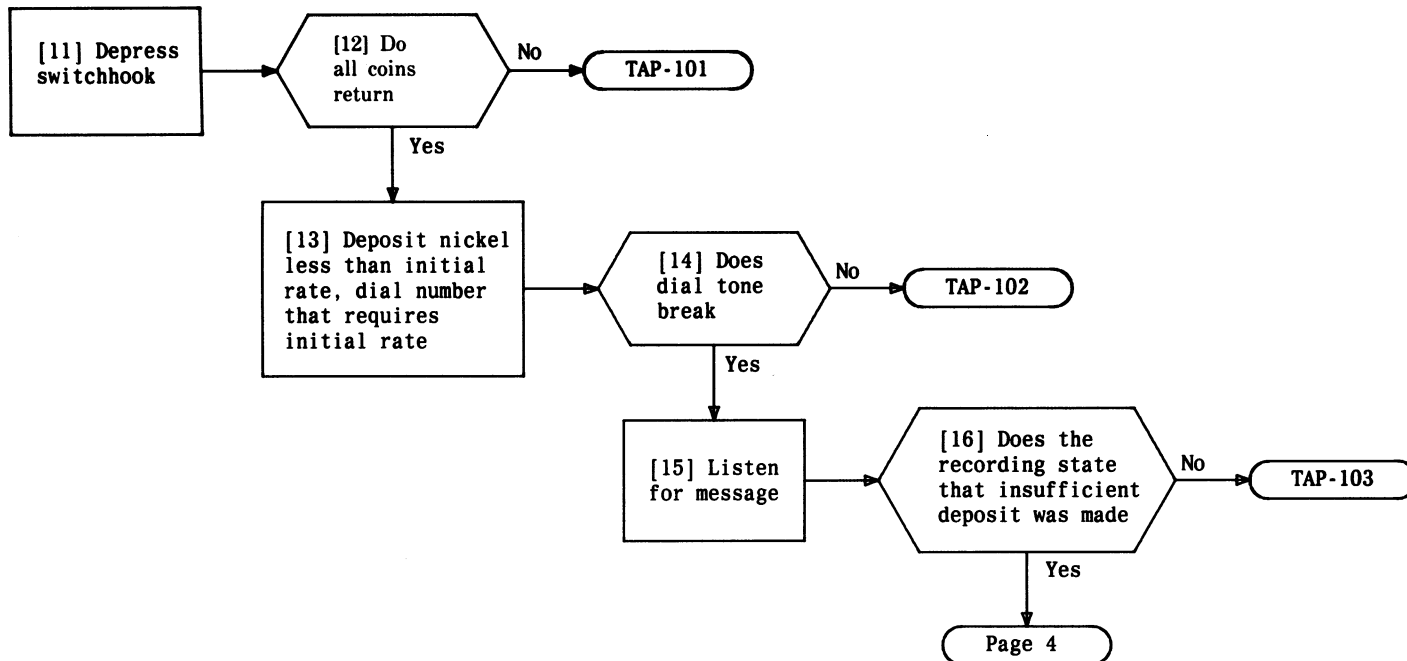 [11] Depress
switchhook
[12] Do
all coins
return
No
TAP-101
Yes
[13] Deposit nickel
less than initial
rate, dial number
that requires
initial rate
[14] Does
dial tone
break
No
TAP-102
Yes
[15] Listen
for message
[16] Does the
recording state
that insufficient
deposit was made
No
TAP-103
Yes
Page 4